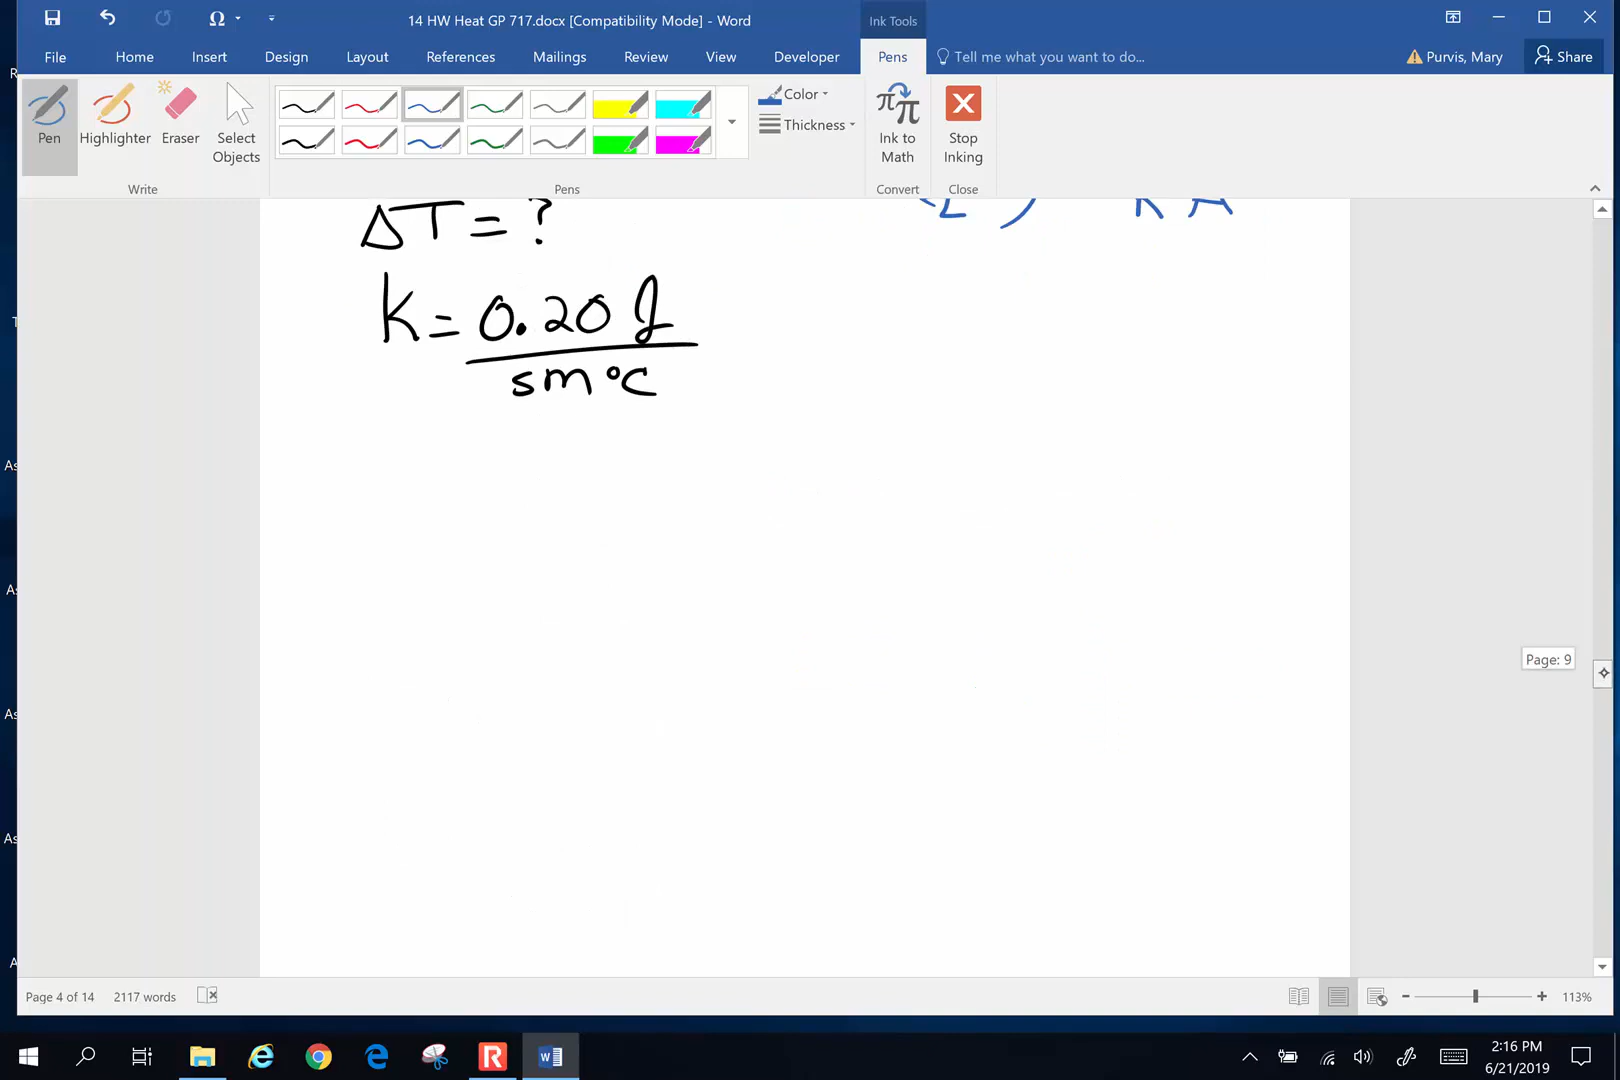 14 HW Heat GP 717.docx [Compatibility Mode] - Word
Ink Tools
File Home Insert Design Layout References Mailings Review View Developer Pens Tell me what you want to do... Purvis, Mary Share
Pen Highlighter Eraser Select Objects
Color
Thickness
Ink to Math
Stop Inking
Write Pens Convert Close
ΔT = ?
k = 0.20 J
s m °C
Page: 9
Page 4 of 14 2117 words 113%
2:16 PM
6/21/2019